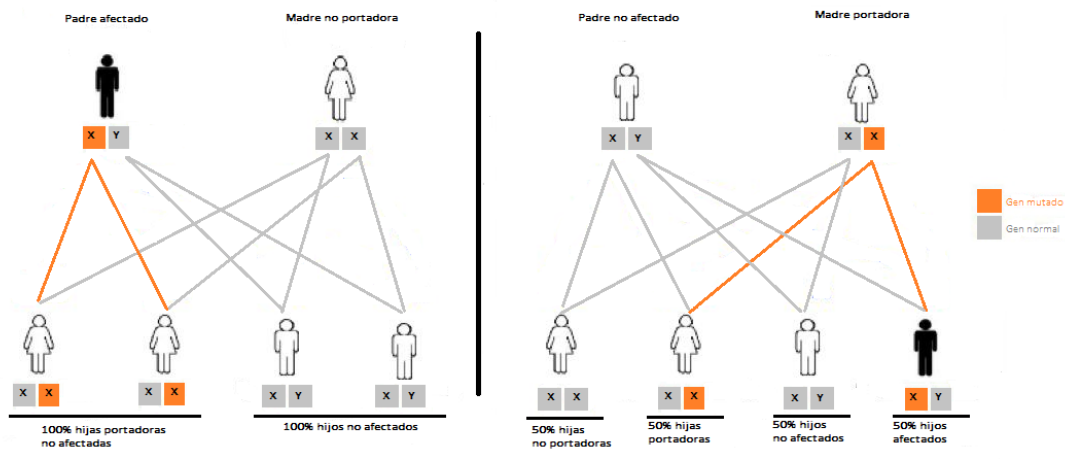 Padre afectado
Madre no portadora
X Y
X X
X X
X X
X Y
X Y
100% hijas portadoras
no afectadas
100% hijos no afectados
Padre no afectado
Madre portadora
X Y
X X
X X
X X
X Y
X Y
50% hijas
no portadoras
50% hijas
portadoras
50% hijos
no afectados
50% hijos
afectados
Gen mutado
Gen normal